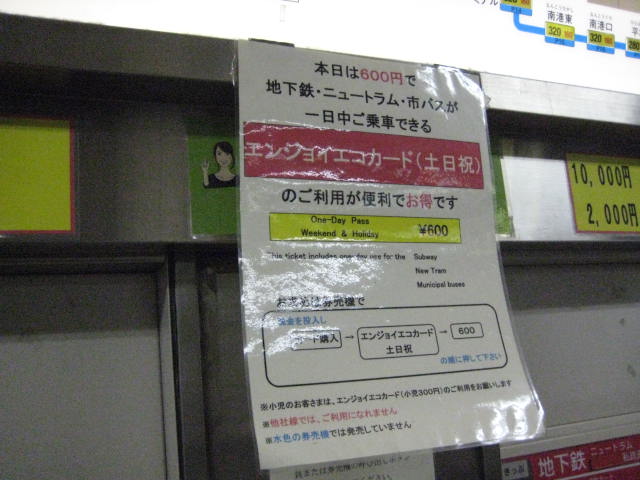 南港東
320
160
南港口
320
160
280
本日は600円で
地下鉄・ニュートラム・市バスが
一日中ご乗車できる
エンジョイエコカード(土日祝)
のご利用が便利でお得です
One-Day Pass
Weekend & Holiday ¥600
This ticket includes one-day use for the Subway
New Tram
Municipal buses
お求めは券売機で
現金を投入し
カード購入 → エンジョイエコカード 土日祝 → 600
の順に押して下さい
※小児のお客さまは、エンジョイエコカード(小児300円)のご利用をお願いします
※他社線では、ご利用になれません
※水色の券売機では発売していません
10,000円
2,000円
きっぷ
地下鉄
ニュートラム